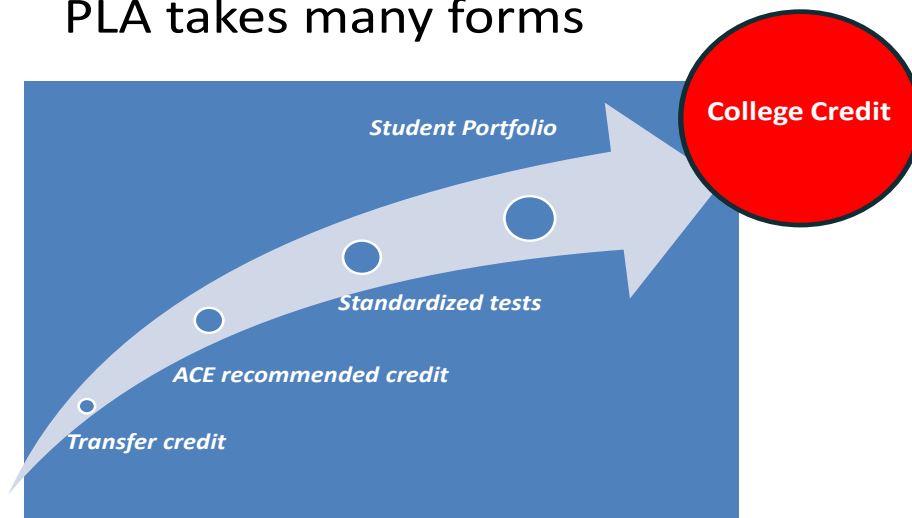 PLA takes many forms
College Credit
Student Portfolio
Standardized tests
ACE recommended credit
Transfer credit